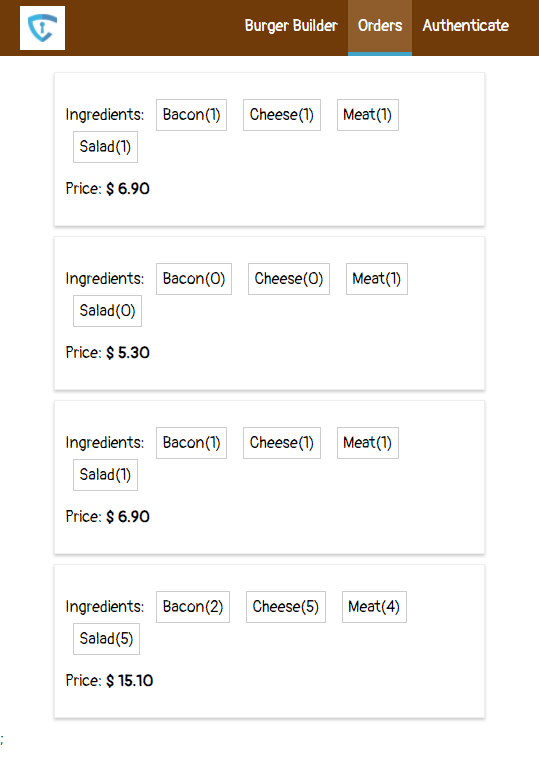 Burger Builder Orders Authenticate
Ingredients: Bacon(1) Cheese(1) Meat(1)
Salad(1)
Price: $ 6.90
Ingredients: Bacon(0) Cheese(0) Meat(1)
Salad(0)
Price: $ 5.30
Ingredients: Bacon(1) Cheese(1) Meat(1)
Salad(1)
Price: $ 6.90
Ingredients: Bacon(2) Cheese(5) Meat(4)
Salad(5)
Price: $ 15.10
;